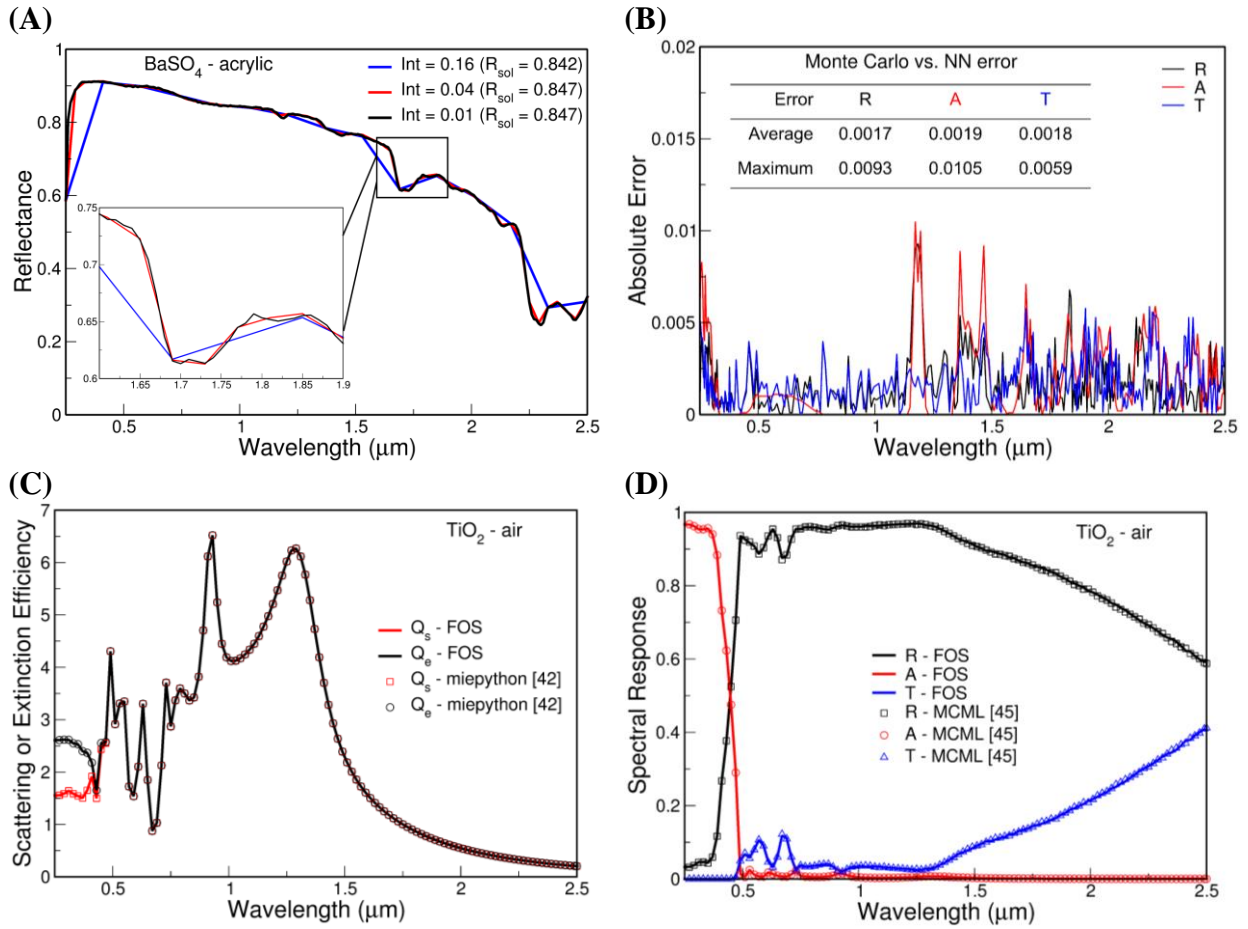 (A)
BaSO4 - acrylic
Int = 0.16 (Rsol = 0.842)
Int = 0.04 (Rsol = 0.847)
Int = 0.01 (Rsol = 0.847)
Reflectance
1
0.8
0.6
0.4
0.2
0
0.75
0.7
0.65
0.6
1.65 1.7 1.75 1.8 1.85 1.9
0.5 1 1.5 2 2.5
Wavelength (μm)
(B)
Monte Carlo vs. NN error
Error R A T
Average 0.0017 0.0019 0.0018
Maximum 0.0093 0.0105 0.0059
R
A
T
Absolute Error
0.02
0.015
0.01
0.005
0
0.5 1 1.5 2 2.5
Wavelength (μm)
(C)
TiO2 - air
Qs - FOS
Qe - FOS
Qs - miepython [42]
Qe - miepython [42]
Scattering or Extinction Efficiency
7
6
5
4
3
2
1
0
0.5 1 1.5 2 2.5
Wavelength (μm)
(D)
TiO2 - air
R - FOS
A - FOS
T - FOS
R - MCML [45]
A - MCML [45]
T - MCML [45]
Spectral Response
1
0.8
0.6
0.4
0.2
0
0.5 1 1.5 2 2.5
Wavelength (μm)